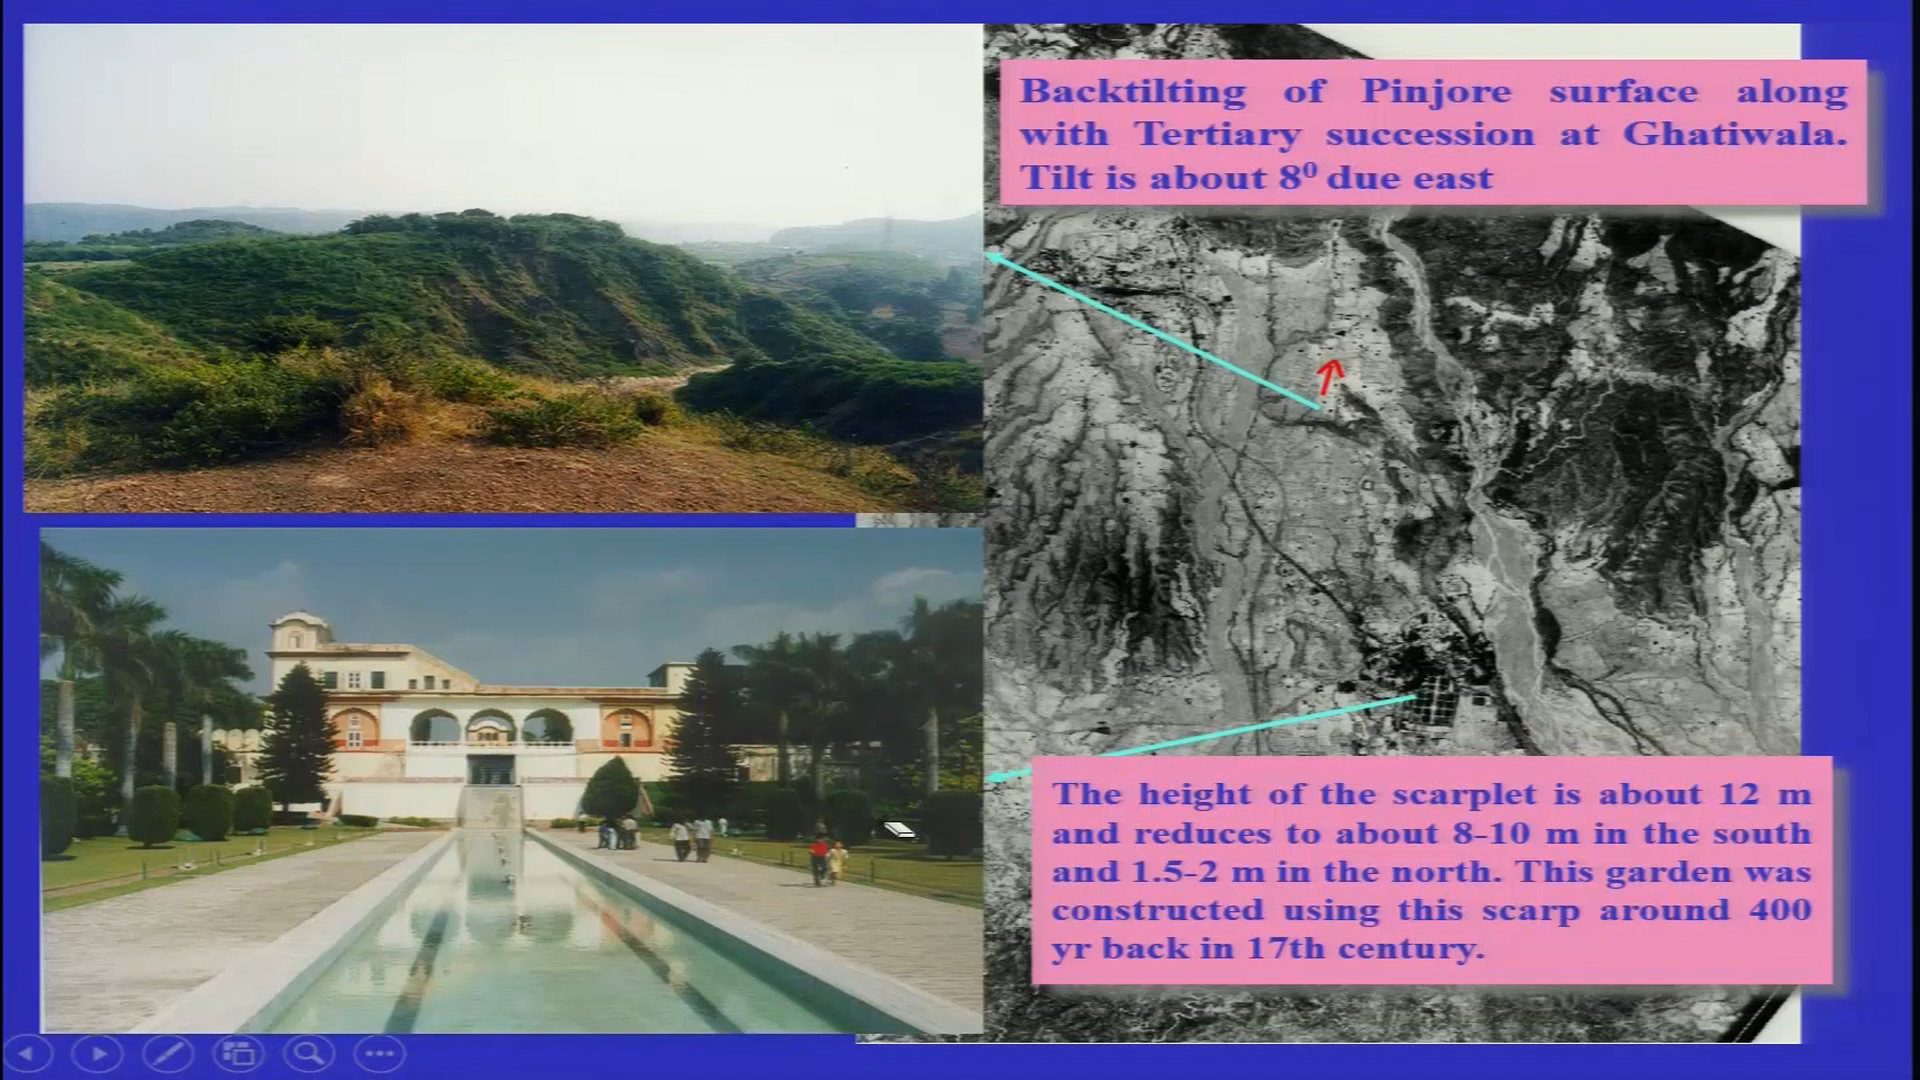 Backtilting of Pinjore surface along
with Tertiary succession at Ghatiwala.
Tilt is about 8⁰ due east
The height of the scarplet is about 12 m
and reduces to about 8-10 m in the south
and 1.5-2 m in the north. This garden was
constructed using this scarp around 400
yr back in 17th century.